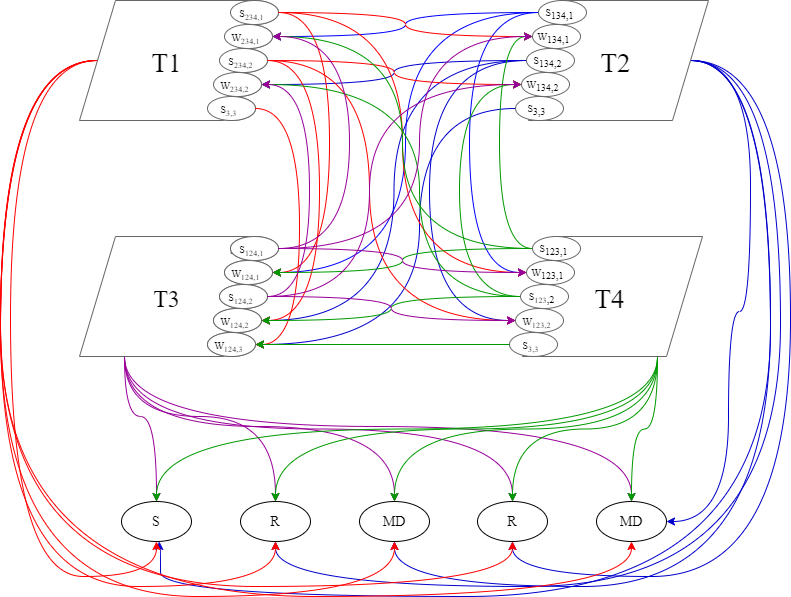 S234,1
S134,1
W234,1
W134,1
T1
S234,2
S134,2
T2
W234,2
W134,2
S3,3
S3,3
S124,1
S123,1
W124,1
W123,1
T3
S124,2
S123,2
T4
W124,2
W123,2
W124,3
S3,3
S
R
MD
R
MD